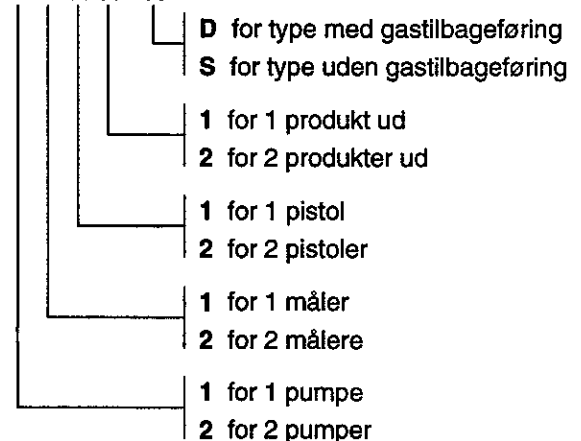 D for type med gastilbageføring
S for type uden gastilbageføring
1 for 1 produkt ud
2 for 2 produkter ud
1 for 1 pistol
2 for 2 pistoler
1 for 1 måler
2 for 2 målere
1 for 1 pumpe
2 for 2 pumper